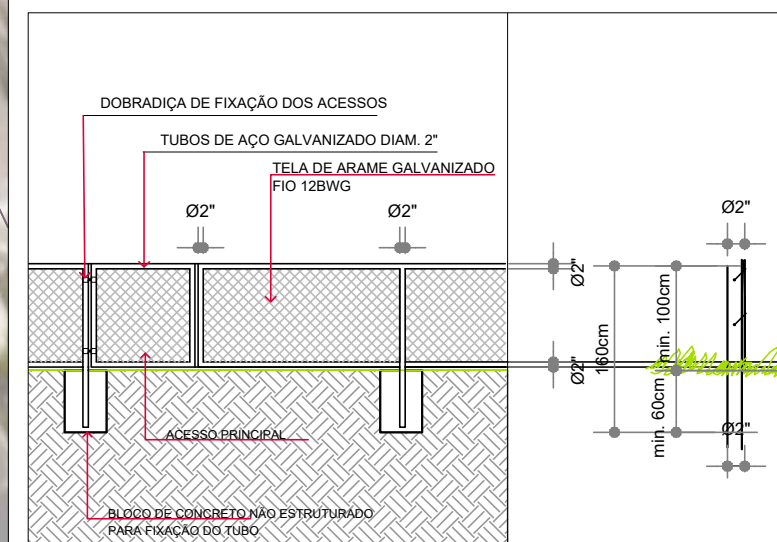 DOBRADIÇA DE FIXAÇÃO DOS ACESSOS
TUBOS DE AÇO GALVANIZADO DIAM. 2"
TELA DE ARAME GALVANIZADO
FIO 12BWG
Ø2"
Ø2"
Ø2"
Ø2"
Ø2"
160cm
min. 100cm
min. 60cm
Ø2"
ACESSO PRINCIPAL
BLOCO DE CONCRETO NÃO ESTRUTURADO
PARA FIXAÇÃO DO TUBO